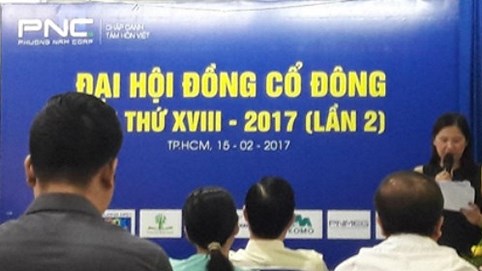 PNC
PHUONG NAM CORP
CHẮP CÁNH
TÂM HỒN VIỆT
ĐẠI HỘI ĐỒNG CỔ ĐÔNG
THỨ XVIII - 2017 (LẦN 2)
TP.HCM, 15 - 02 - 2017
PNMEG